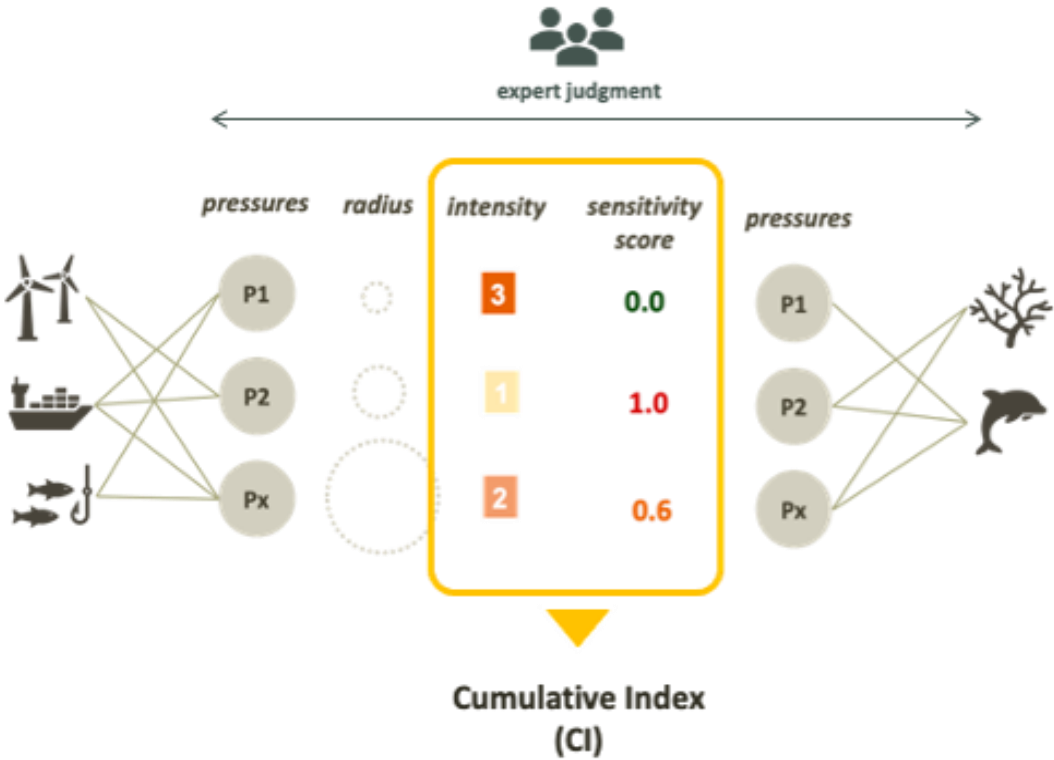 expert judgment
pressures radius intensity sensitivity score pressures
P1 3 0.0 P1
P2 1 1.0 P2
Px 2 0.6 Px
Cumulative Index
(CI)